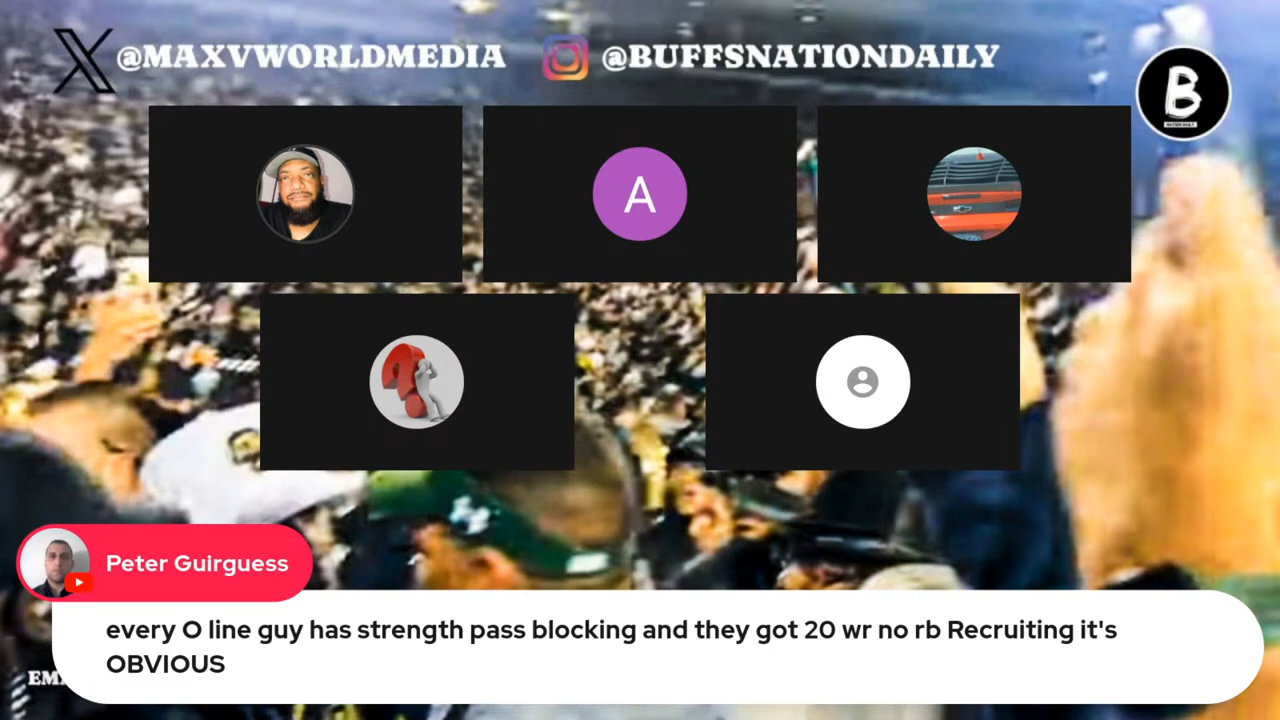 @MAXVWORLDMEDIA @BUFFSNATIONDAILY
B
A
Peter Guirguess
every O line guy has strength pass blocking and they got 20 wr no rb Recruiting it's
OBVIOUS